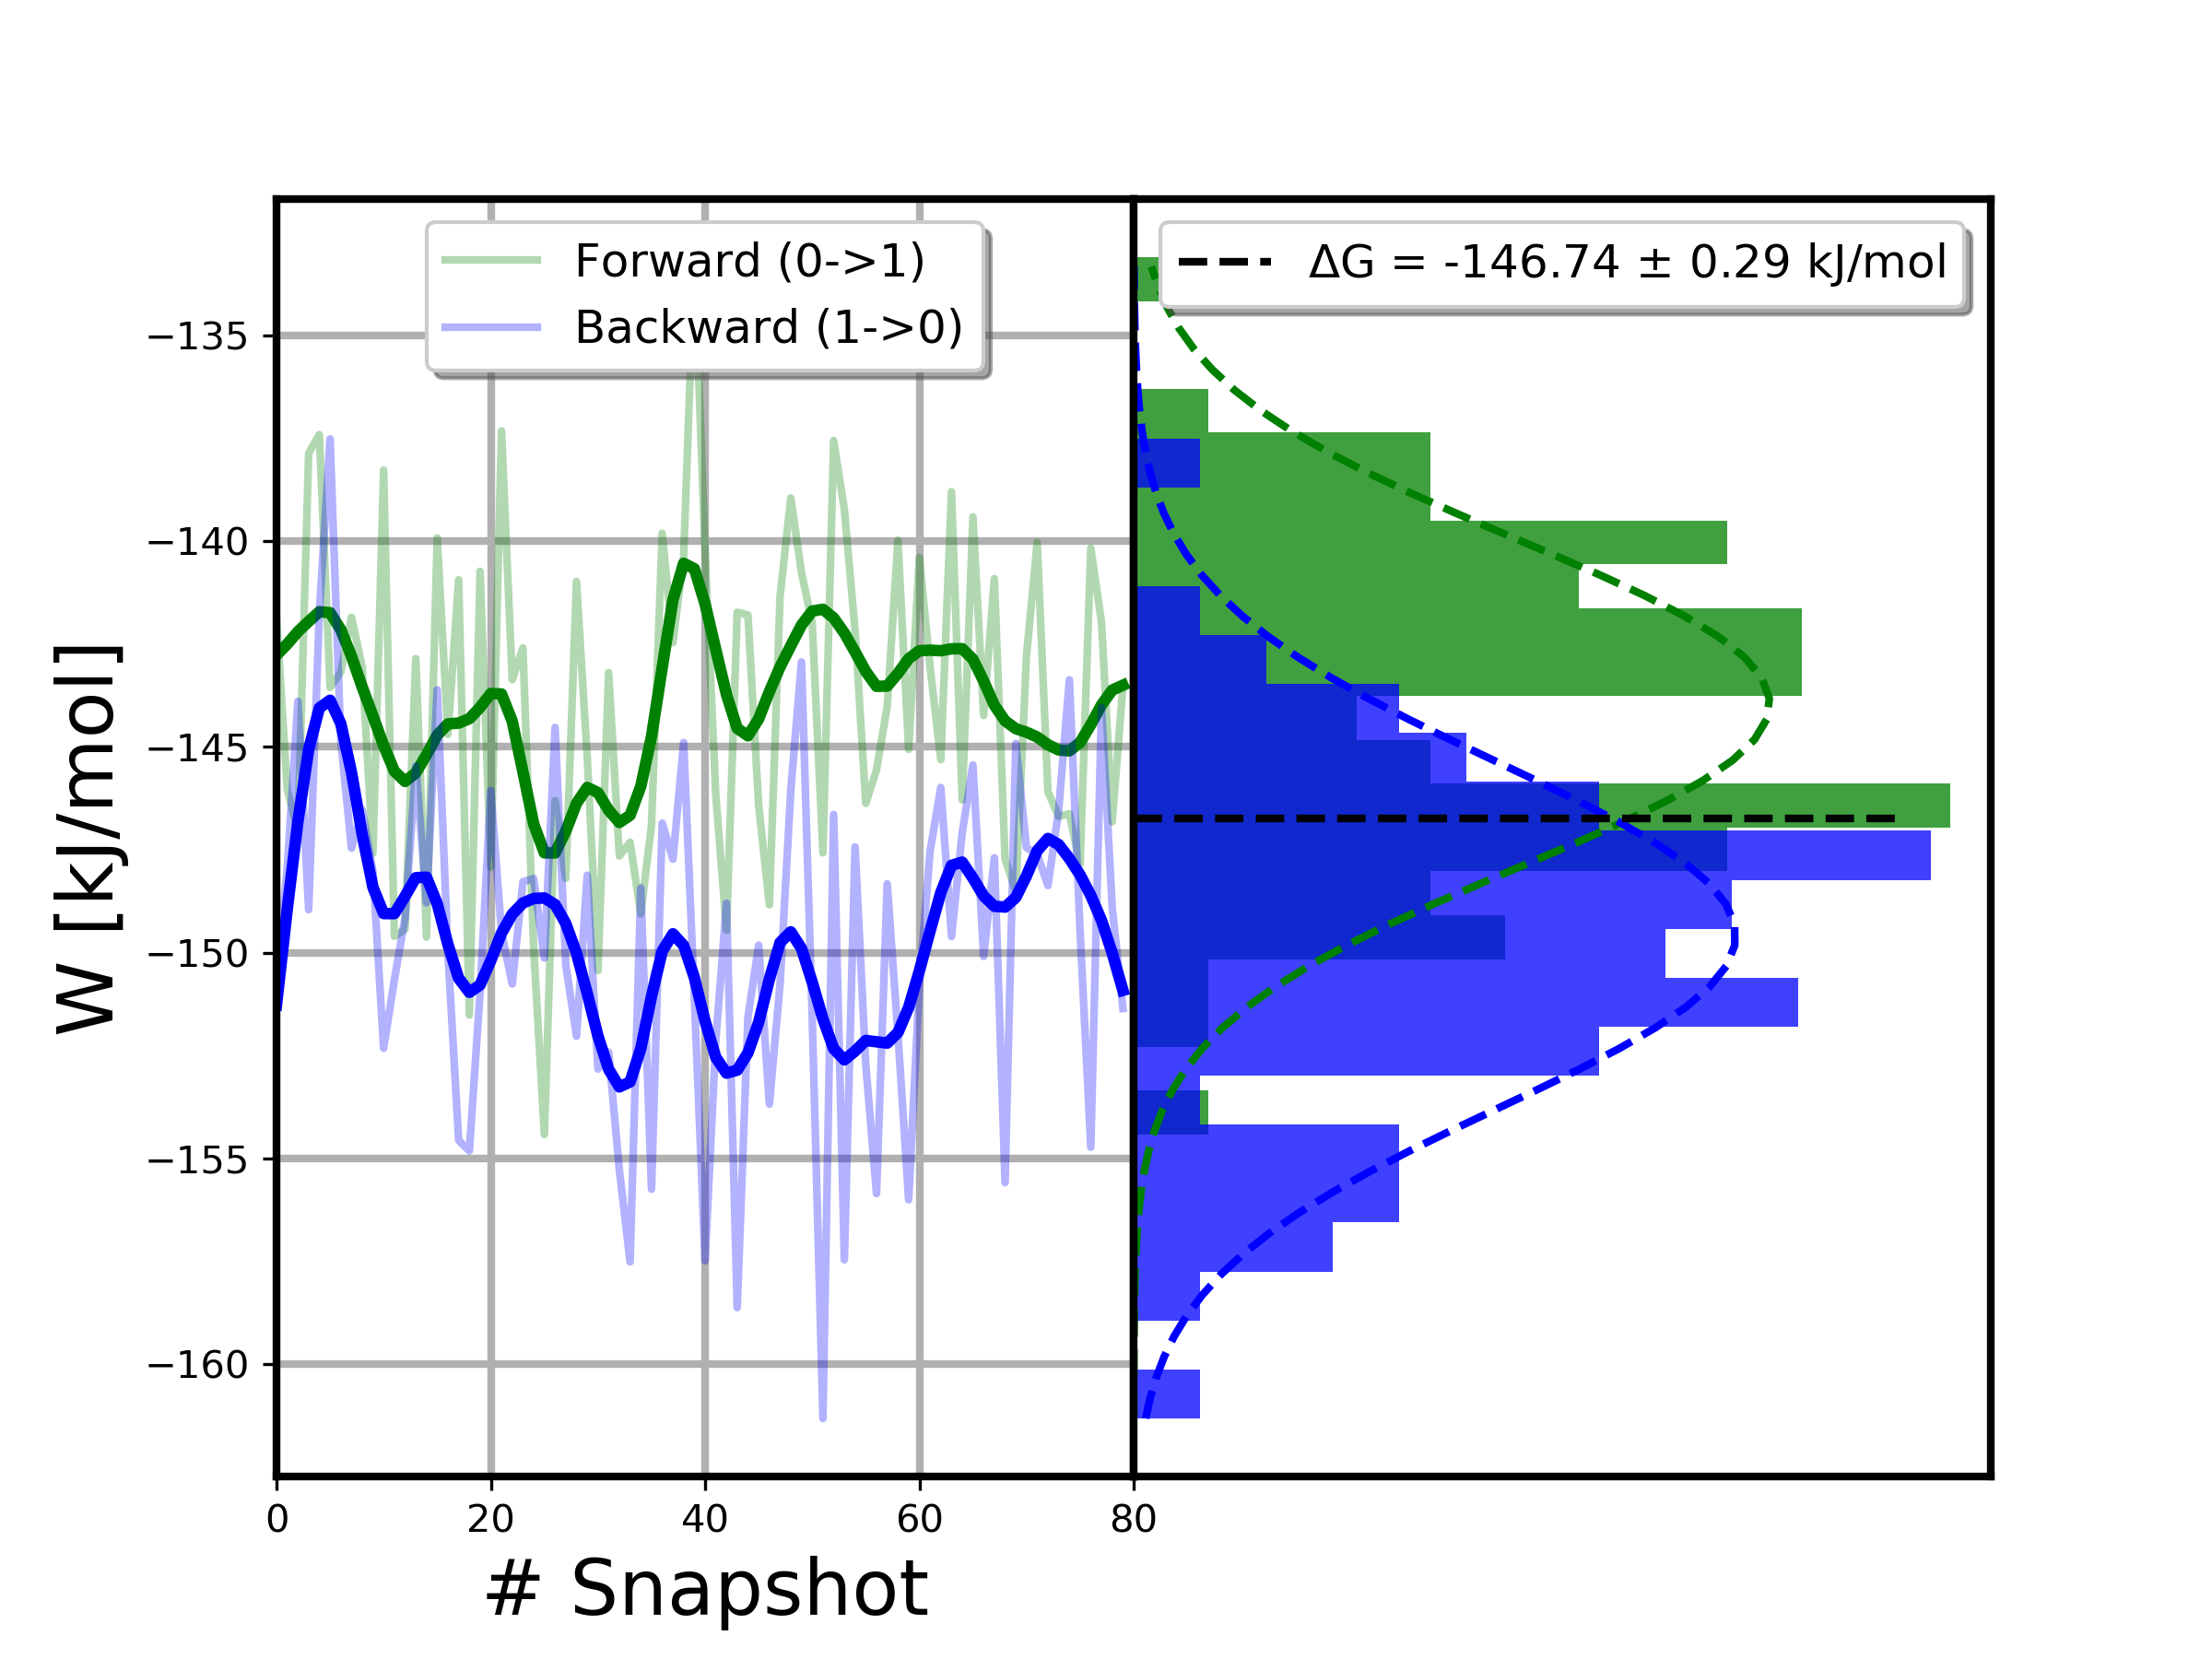 Forward (0->1)
Backward (1->0)
ΔG = -146.74 ± 0.29 kJ/mol
−135
−140
−145
−150
−155
−160
W [kJ/mol]
0
20
40
60
80
# Snapshot